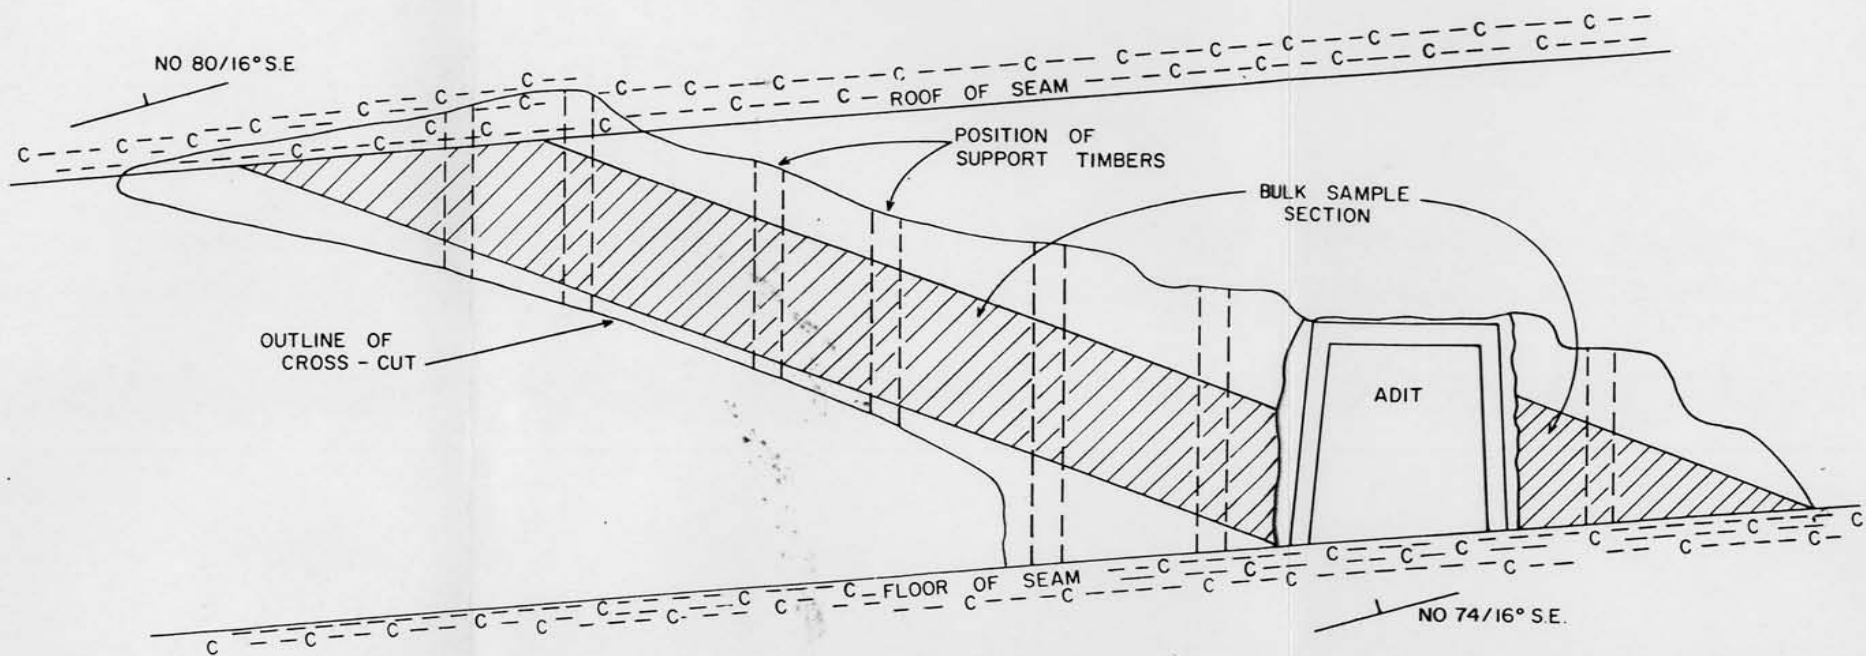 NO 80/16° S.E
ROOF OF SEAM
POSITION OF
SUPPORT TIMBERS
BULK SAMPLE
SECTION
OUTLINE OF
CROSS-CUT
ADIT
FLOOR OF SEAM
NO 74/16° S.E.